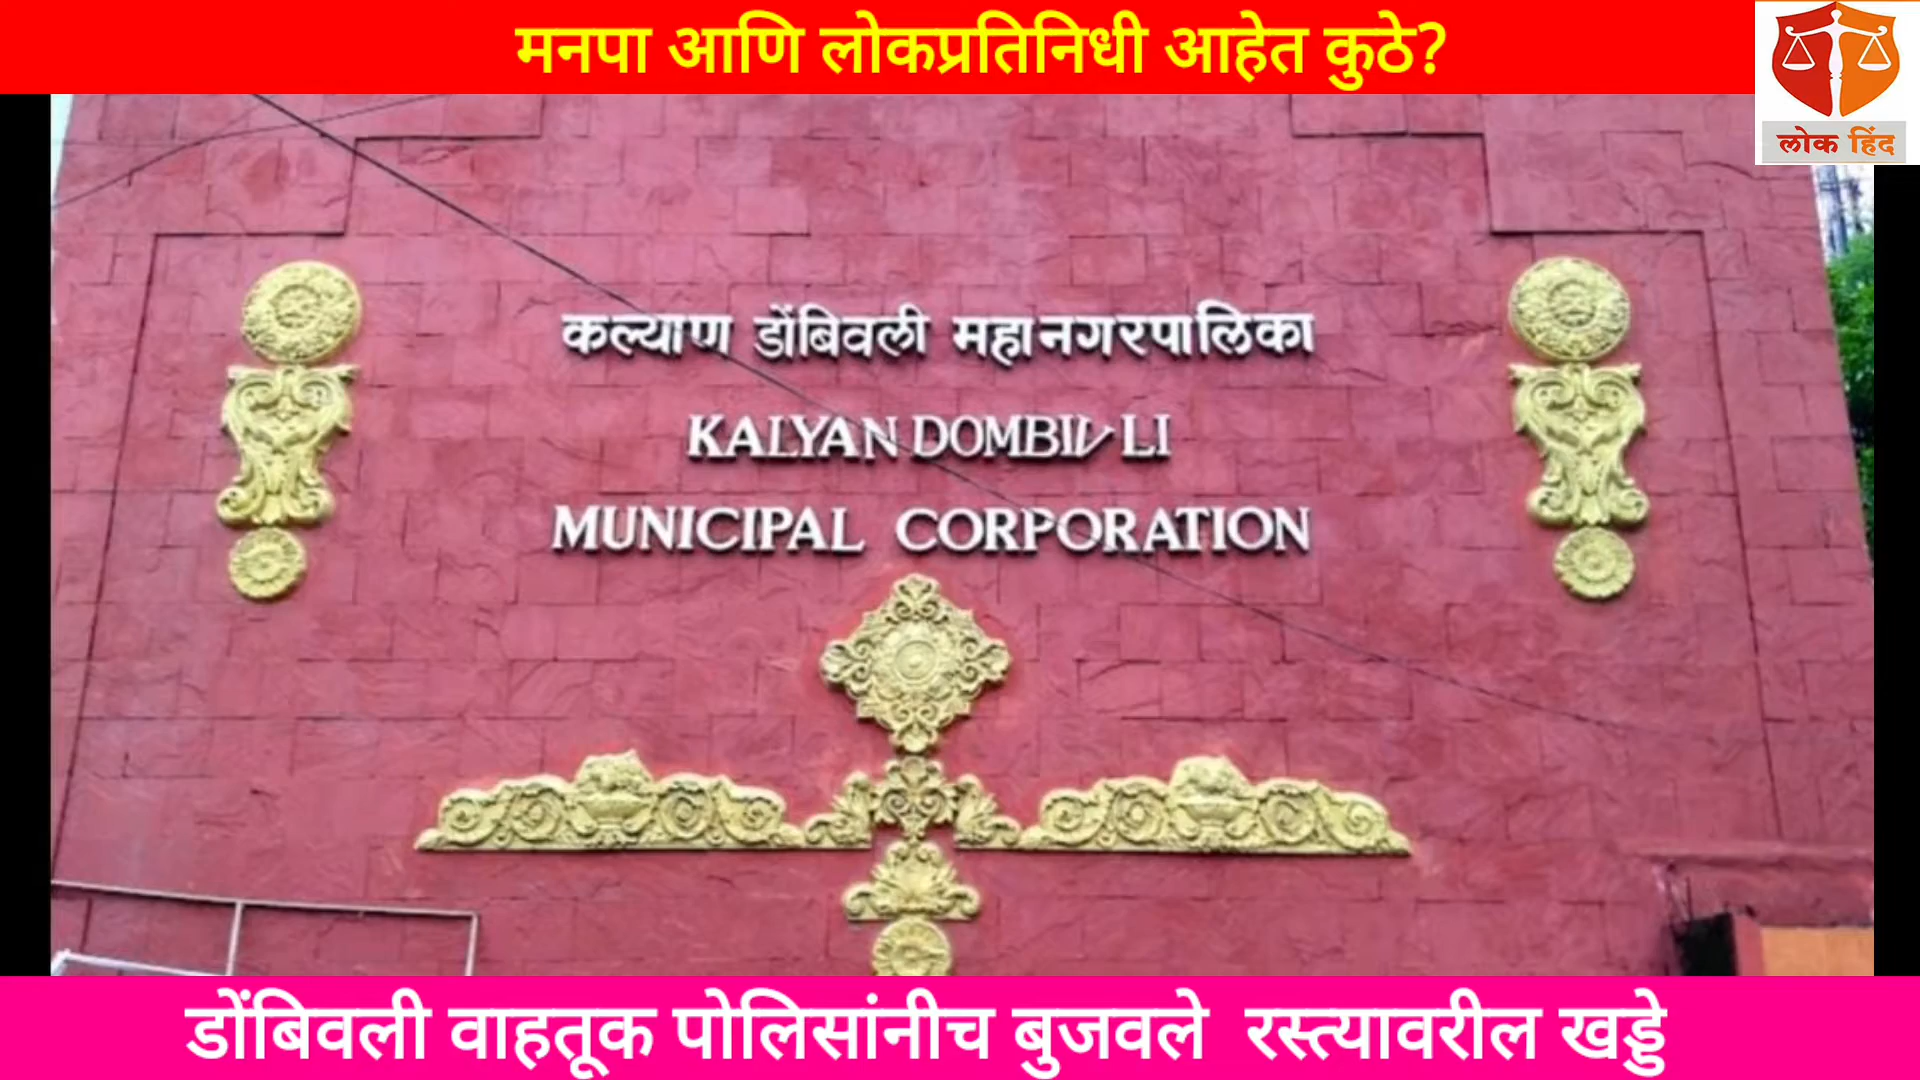 मनपा आणि लोकप्रतिनिधी आहेत कुठे?
लोक हिंद
कल्याण डोंबिवली महानगरपालिका
KALYAN DOMBIVLI
MUNICIPAL CORPORATION
डोंबिवली वाहतूक पोलिसांनीच बुजवले रस्त्यावरील खड्डे